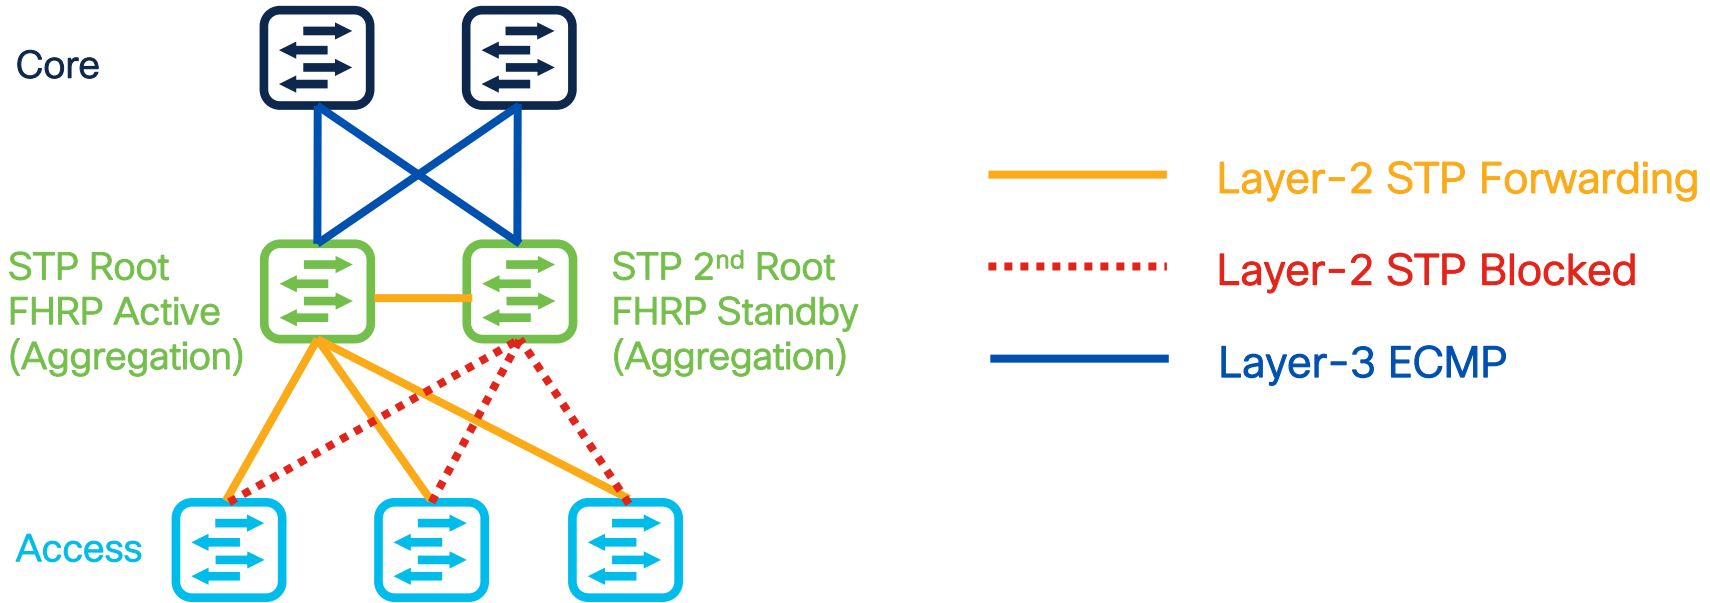 Core
STP Root
FHRP Active
(Aggregation)
STP 2nd Root
FHRP Standby
(Aggregation)
Access
Layer-2 STP Forwarding
Layer-2 STP Blocked
Layer-3 ECMP